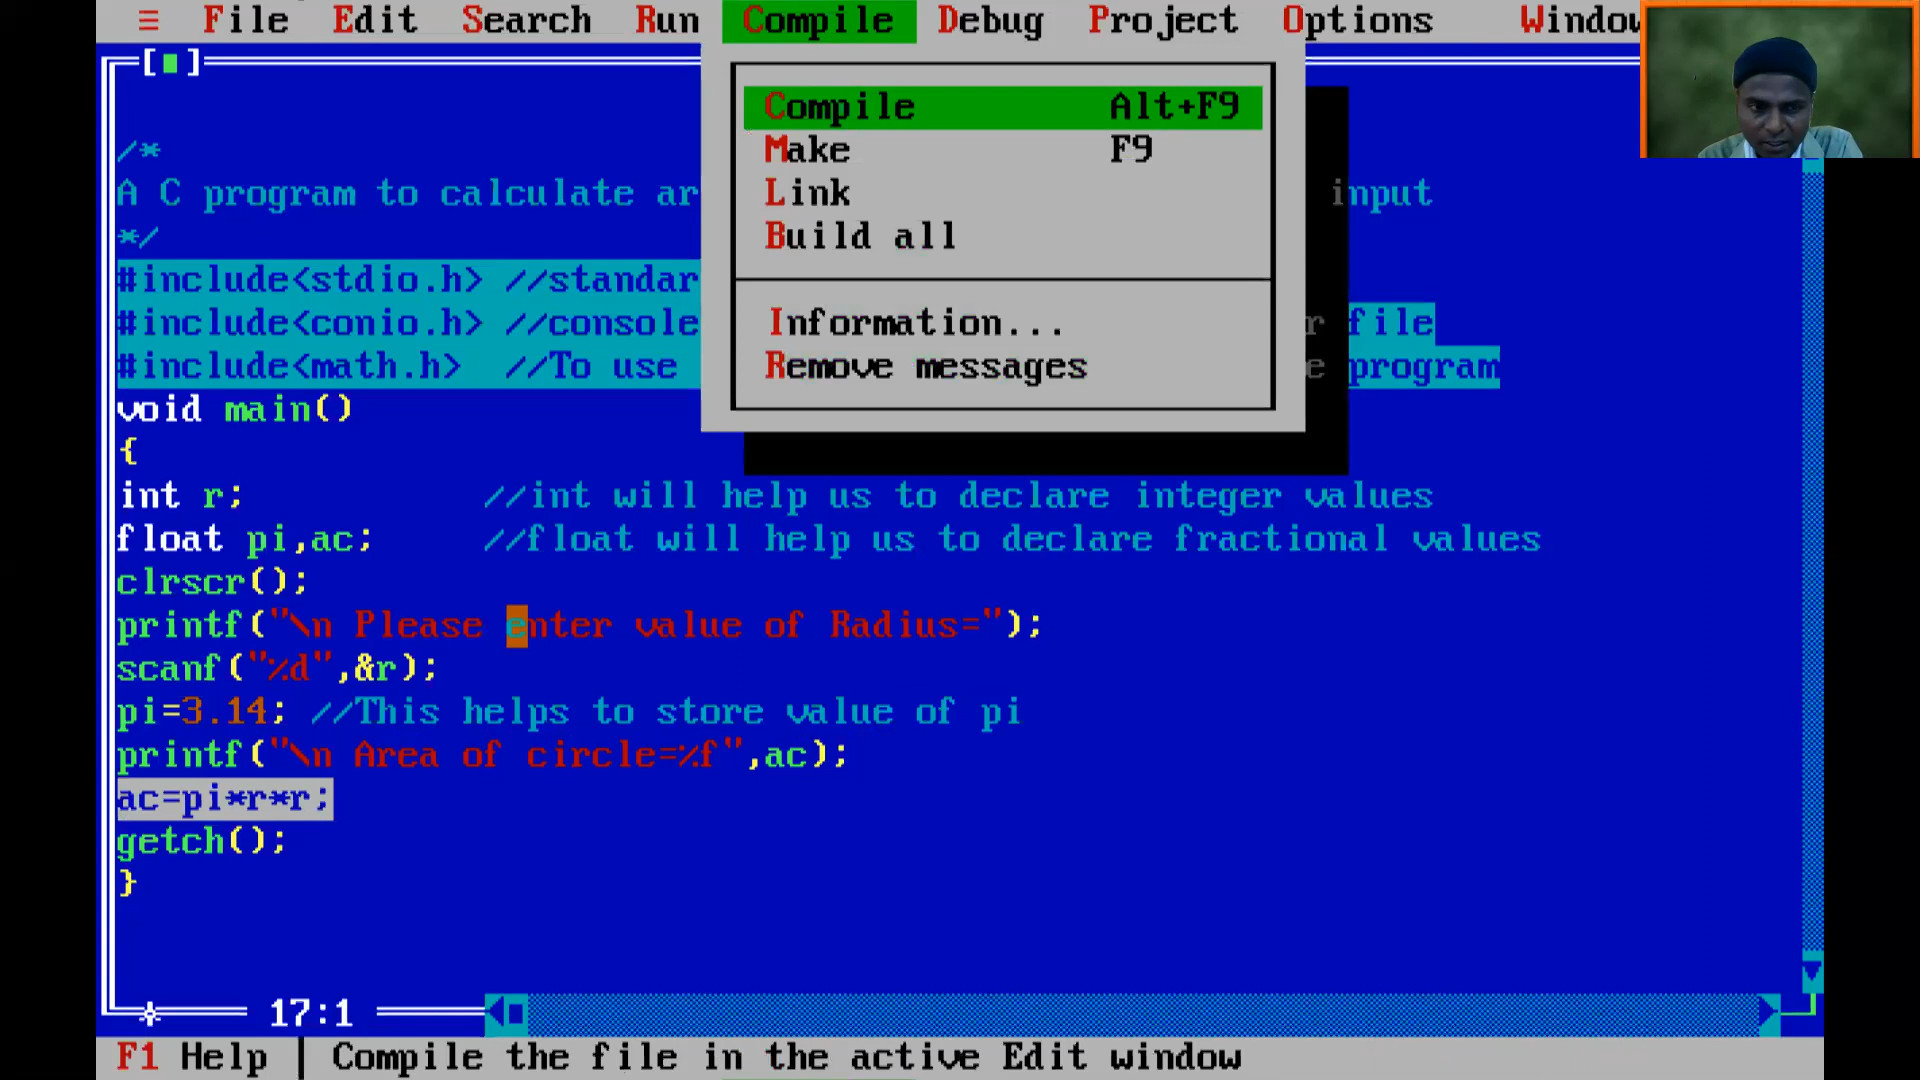 ≡ File Edit Search Run Compile Debug Project Options Window
[■]
Compile Alt+F9
Make F9
Link
Build all
Information...
Remove messages
/*
A C program to calculate ar input
*/
#include<stdio.h> //standar
#include<conio.h> //console r file
#include<math.h> //To use e program
void main()
{
int r; //int will help us to declare integer values
float pi,ac; //float will help us to declare fractional values
clrscr();
printf("\n Please enter value of Radius=");
scanf("%d",&r);
pi=3.14; //This helps to store value of pi
printf("\n Area of circle=%f",ac);
ac=pi*r*r;
getch();
}
17:1
F1 Help | Compile the file in the active Edit window